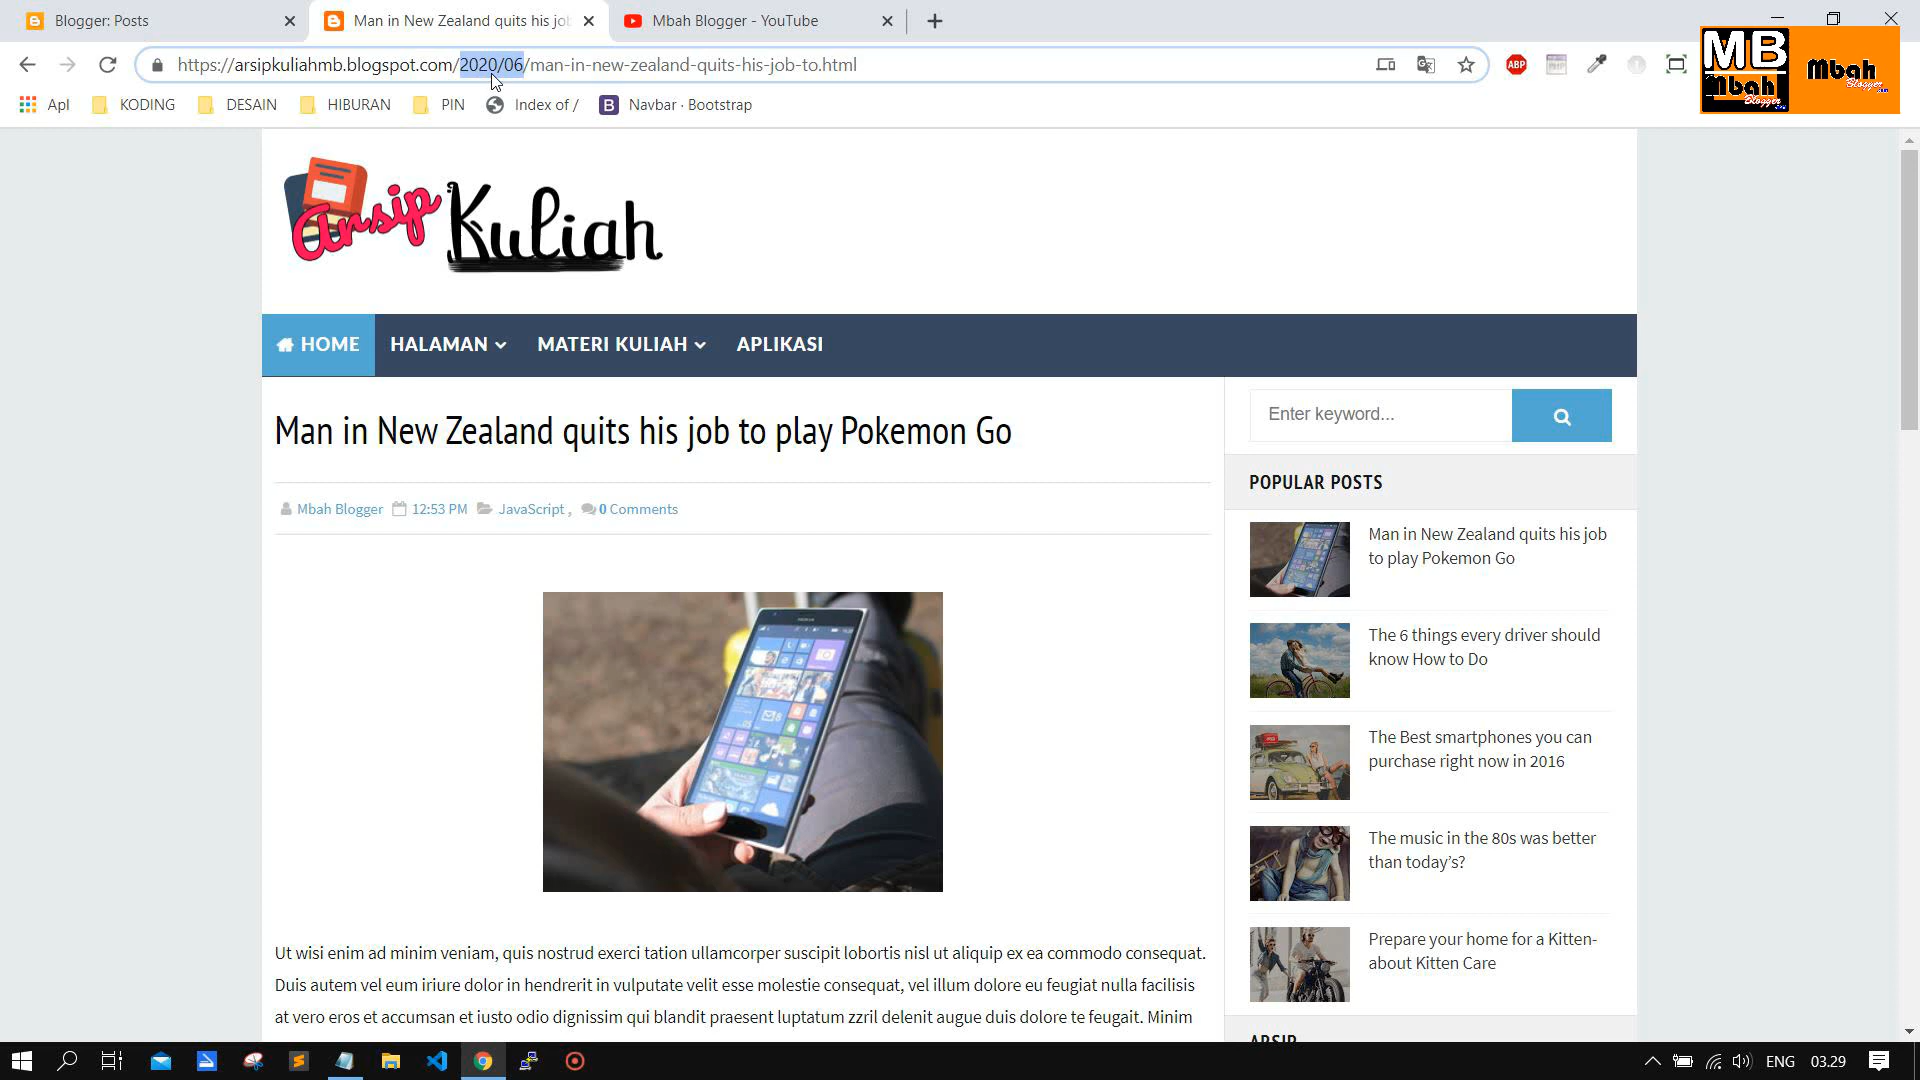 Blogger: Posts
Man in New Zealand quits his jol
Mbah Blogger - YouTube
https://arsipkuliahmb.blogspot.com/2020/06/man-in-new-zealand-quits-his-job-to.html
ABP
MB
Mbah
Blogger
Mbah
Blogger
Apl
KODING
DESAIN
HIBURAN
PIN
Index of /
B
Navbar · Bootstrap
arsip Kuliah
HOME
HALAMAN
MATERI KULIAH
APLIKASI
Man in New Zealand quits his job to play Pokemon Go
Enter keyword...
POPULAR POSTS
Mbah Blogger 12:53 PM JavaScript , 0 Comments
Man in New Zealand quits his job
to play Pokemon Go
The 6 things every driver should
know How to Do
The Best smartphones you can
purchase right now in 2016
The music in the 80s was better
than today’s?
Prepare your home for a Kitten-
about Kitten Care
NOKIA
Ut wisi enim ad minim veniam, quis nostrud exerci tation ullamcorper suscipit lobortis nisl ut aliquip ex ea commodo consequat.
Duis autem vel eum iriure dolor in hendrerit in vulputate velit esse molestie consequat, vel illum dolore eu feugiat nulla facilisis
at vero eros et accumsan et iusto odio dignissim qui blandit praesent luptatum zzril delenit augue duis dolore te feugait. Minim
ARSIP
ENG
03.29